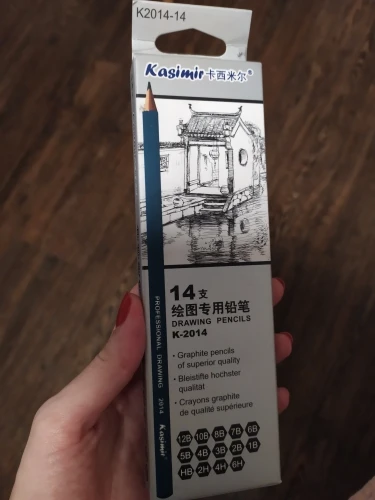 K2014-14
Kasimir卡西米尔®
14支
绘图专用铅笔
DRAWING PENCILS
K-2014
• Graphite pencils
of superior quality
• Bleistifte hochster
qualitat
• Crayons graphite
de qualité supérieure
12B 10B 8B 7B 6B
5B 4B 3B 2B 1B
HB 2H 4H 6H
PROFESSIONAL DRAWING 2014 Kasimir